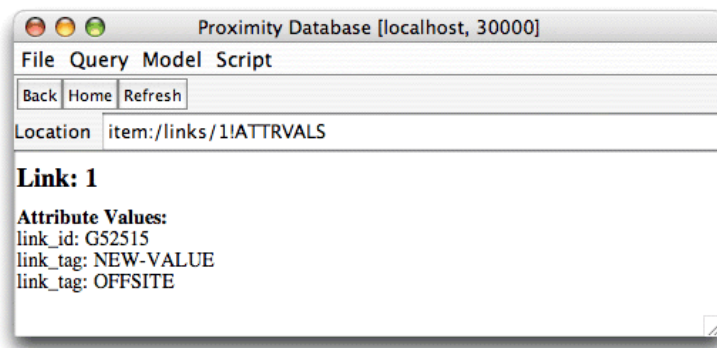 Proximity Database [localhost, 30000]
File Query Model Script
Back Home Refresh
Location item:/links/1!ATTRVALS
Link: 1
Attribute Values:
link_id: G52515
link_tag: NEW-VALUE
link_tag: OFFSITE